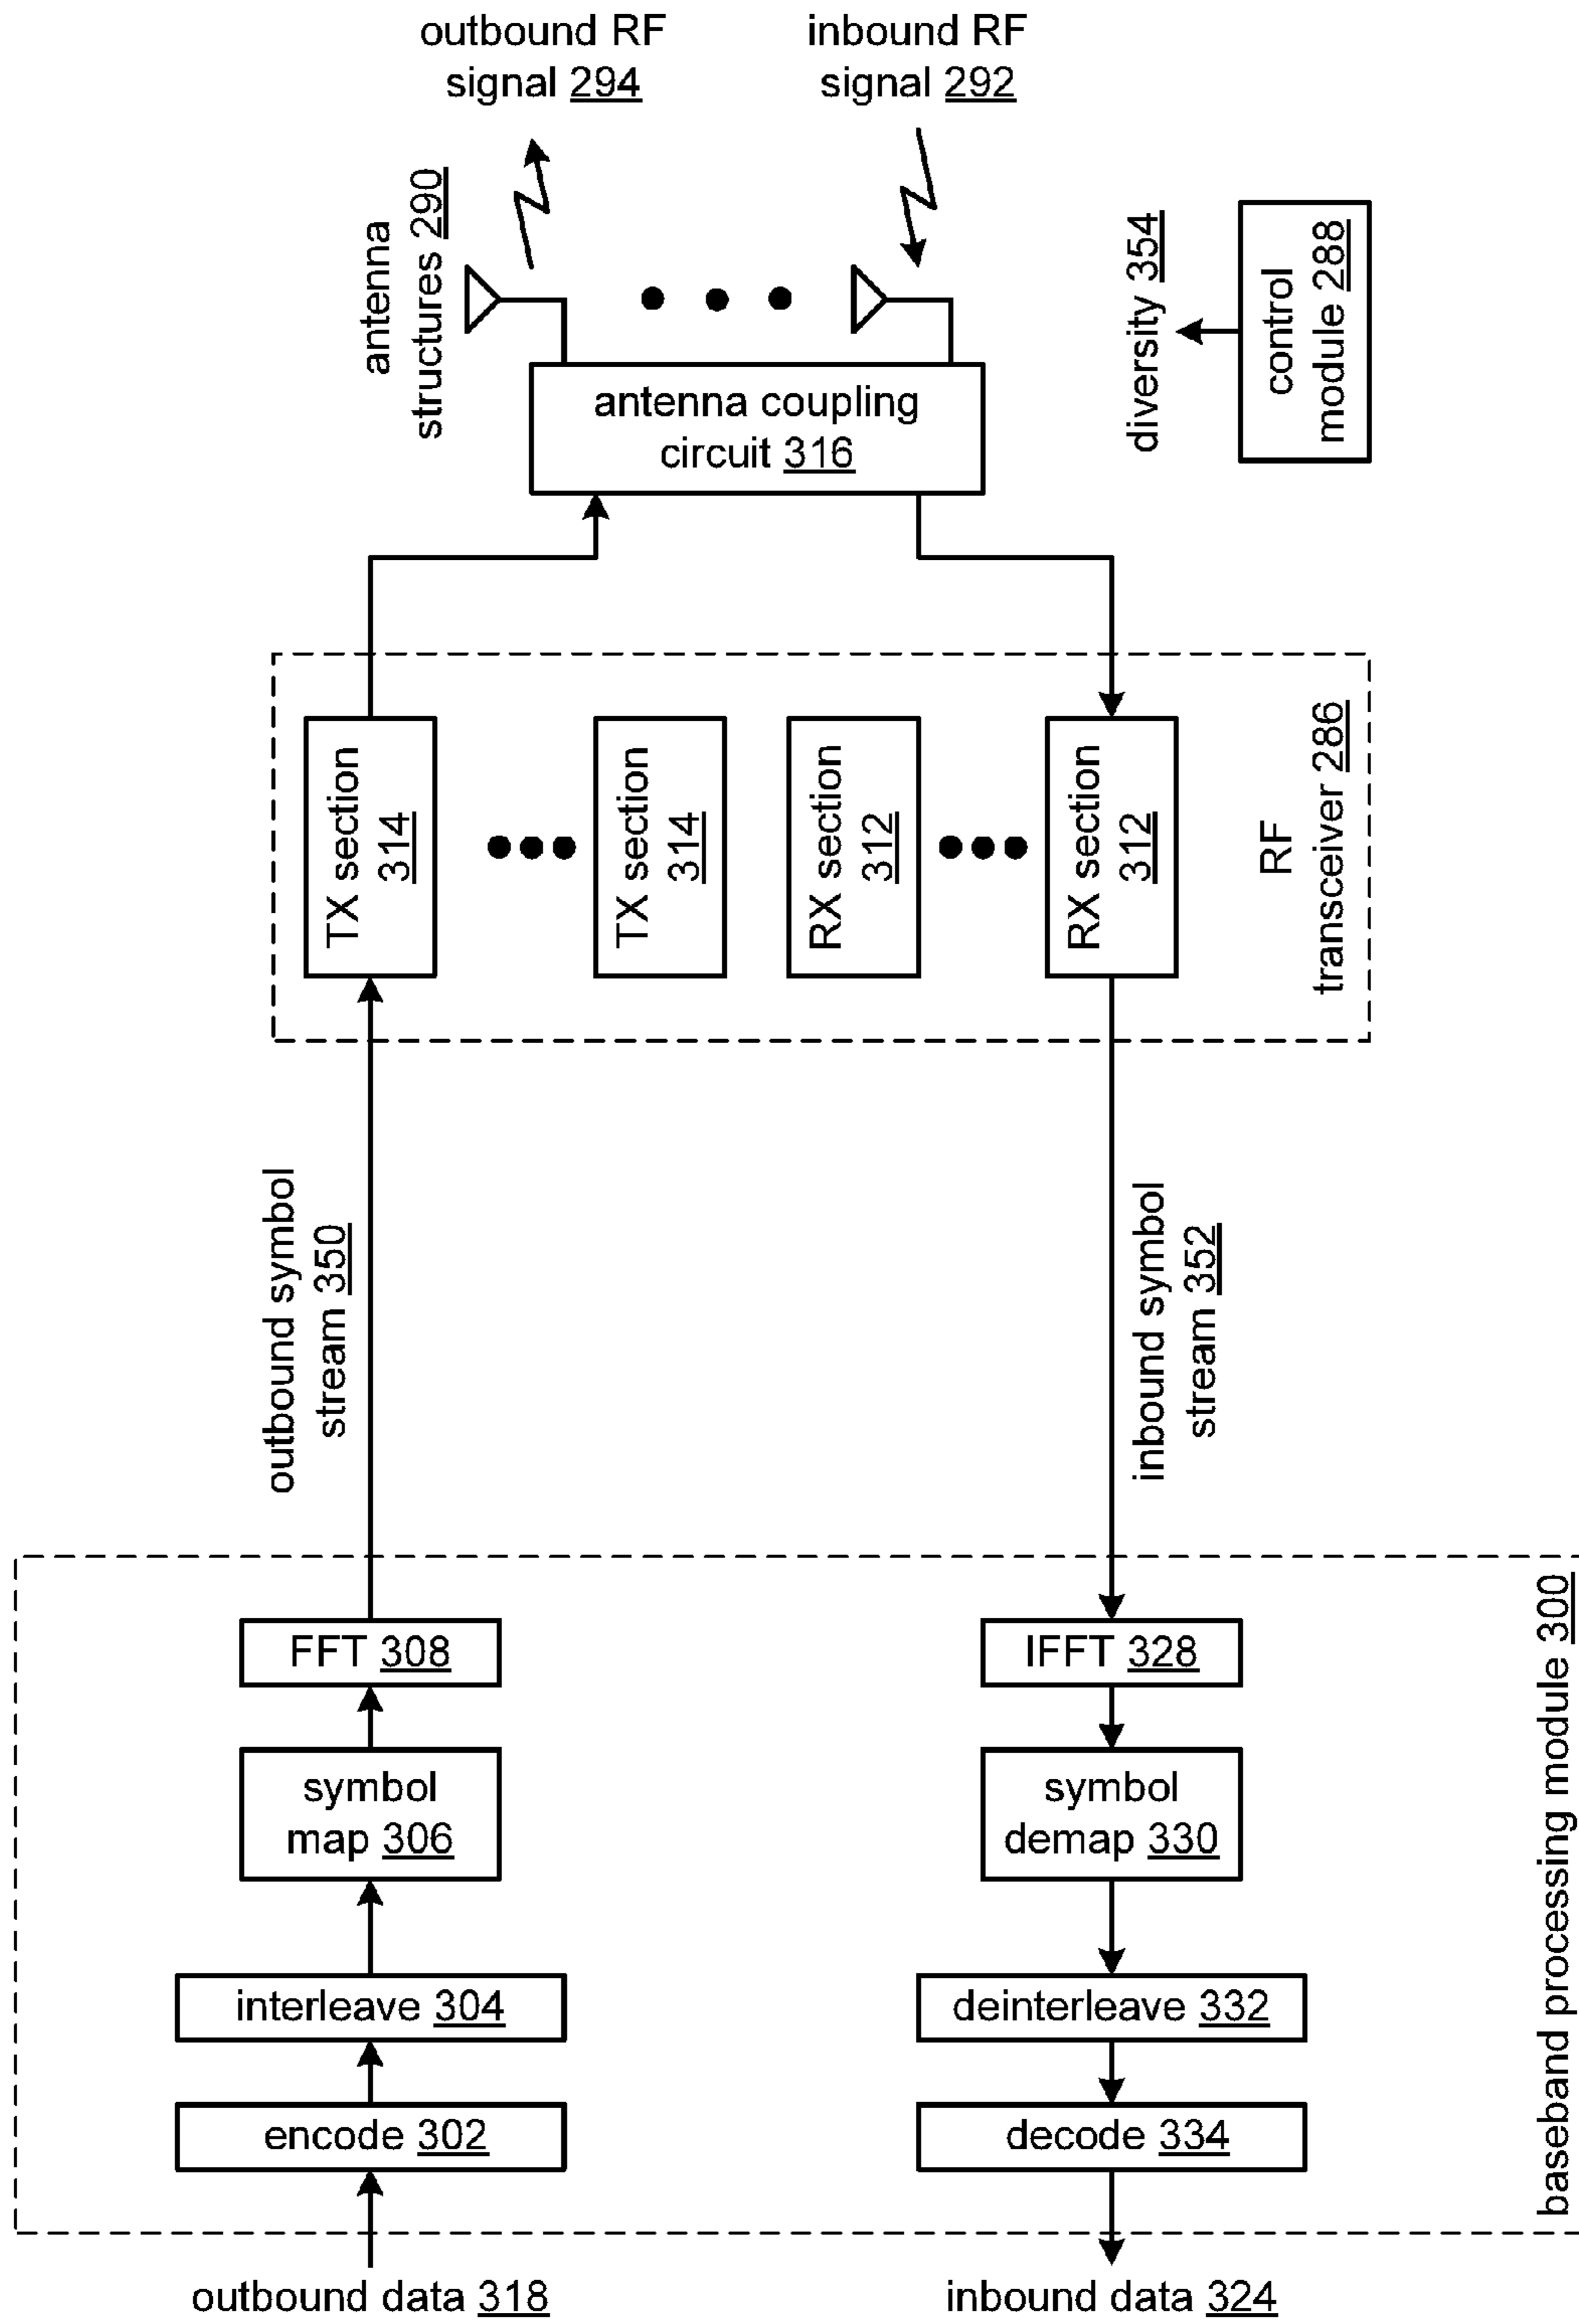 outbound RF
signal 294
inbound RF
signal 292
antenna
structures 290
antenna coupling
circuit 316
diversity 354
control
module 288
TX section
314
TX section
314
RX section
312
RX section
312
RF
transceiver 286
outbound symbol
stream 350
inbound symbol
stream 352
FFT 308
IFFT 328
symbol
map 306
symbol
demap 330
interleave 304
deinterleave 332
encode 302
decode 334
baseband processing module 300
outbound data 318
inbound data 324